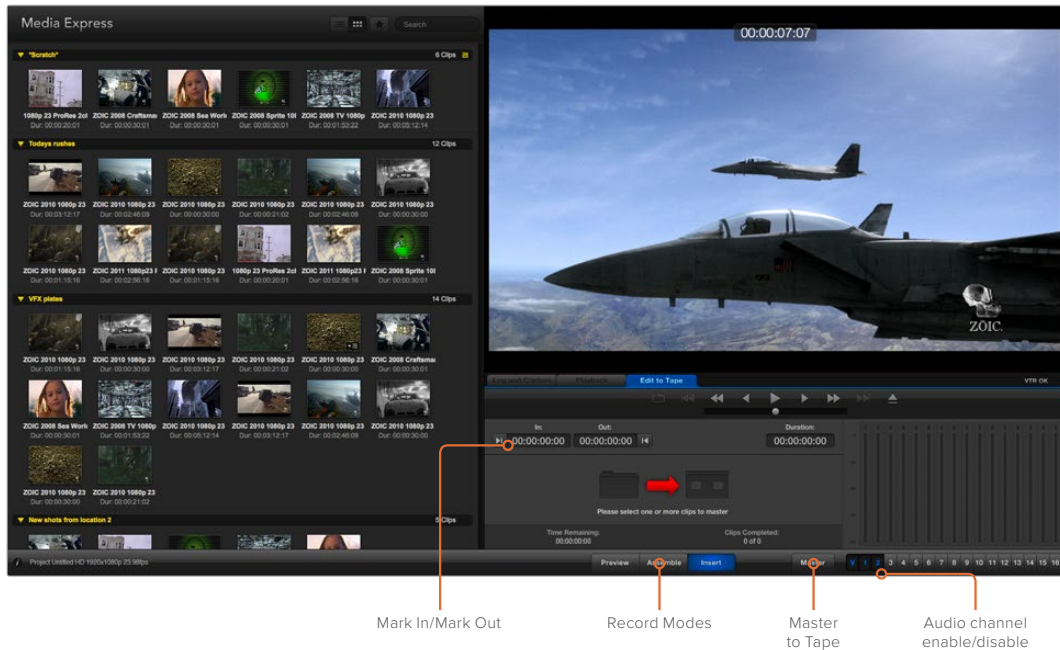 Media Express
Search
"Scratch"
6 Clips
1080p 23 ProRes 2cl
ZOIC 2008 Craftsma
ZOIC 2008 Sea Work
ZOIC 2008 Sprite 10l
ZOIC 2008 TV 1080p
ZOIC 2010 1080p 23
Dur: 00:00:20:01
Dur: 00:00:30:01
Dur: 00:00:30:01
Dur: 00:00:30:01
Dur: 00:01:53:22
Dur: 00:05:12:14
Todays rushes
12 Clips
ZOIC 2010 1080p 23
ZOIC 2010 1080p 23
ZOIC 2010 1080p 23
ZOIC 2010 1080p 23
ZOIC 2010 1080p 23
ZOIC 2010 1080p 23
Dur: 00:03:12:17
Dur: 00:02:46:09
Dur: 00:00:30:00
Dur: 00:00:21:02
Dur: 00:02:46:09
Dur: 00:00:30:00
ZOIC 2010 1080p 23
ZOIC 2011 1080p23 l
ZOIC 2010 1080p 23
1080p 23 ProRes 2cl
ZOIC 2011 1080p23 l
ZOIC 2008 Sprite 10l
Dur: 00:01:15:16
Dur: 00:02:56:16
Dur: 00:01:15:16
Dur: 00:00:20:01
Dur: 00:02:56:16
Dur: 00:00:30:01
VFX plates
14 Clips
ZOIC 2010 1080p 23
ZOIC 2010 1080p 23
ZOIC 2010 1080p 23
ZOIC 2010 1080p 23
ZOIC 2010 1080p 23
ZOIC 2008 Craftsma
Dur: 00:01:15:16
Dur: 00:00:30:00
Dur: 00:03:12:17
Dur: 00:00:21:02
Dur: 00:00:30:00
Dur: 00:00:30:01
ZOIC 2008 Sea Work
ZOIC 2008 TV 1080p
ZOIC 2010 1080p 23
ZOIC 2010 1080p 23
ZOIC 2010 1080p 23
ZOIC 2010 1080p 23
Dur: 00:00:30:01
Dur: 00:01:53:22
Dur: 00:05:12:14
Dur: 00:03:12:17
Dur: 00:02:46:09
Dur: 00:00:30:00
ZOIC 2010 1080p 23
ZOIC 2010 1080p 23
Dur: 00:00:30:00
Dur: 00:00:21:02
New shots from location 2
5 Clips
Project Untitled HD 1920x1080p 23.98fps
00:00:07:07
ZOIC.
Log and Capture
Playback
Edit to Tape
VTR OK
In:
Out:
Duration:
00:00:00:00
00:00:00:00
00:00:00:00
Please select one or more clips to master
Time Remaining:
Clips Completed:
00:00:00:00
0 of 0
Preview
Assemble
Insert
Master
V 1 2 3 4 5 6 7 8 9 10 11 12 13 14 15 16
Mark In/Mark Out
Record Modes
Master
to Tape
Audio channel
enable/disable